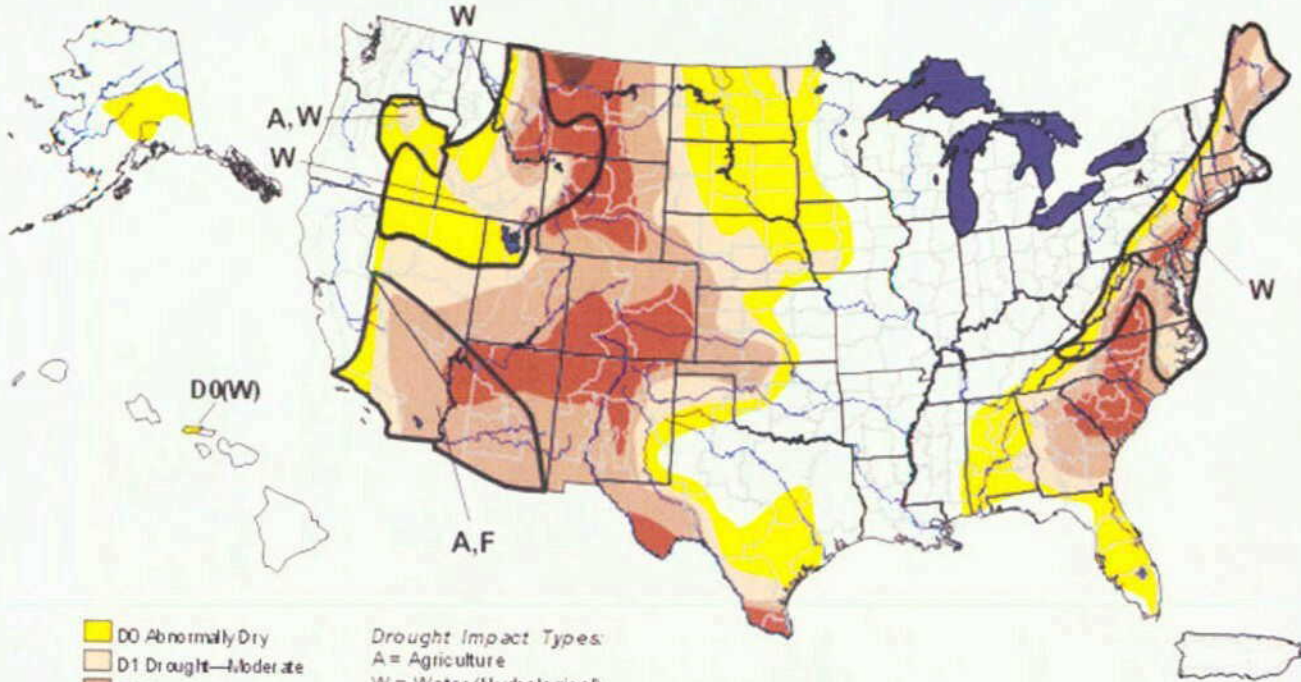 W
A,W
W
D0(W)
W
A,F
D0 Abnormally Dry
D1 Drought—Moderate
Drought Impact Types:
A = Agriculture